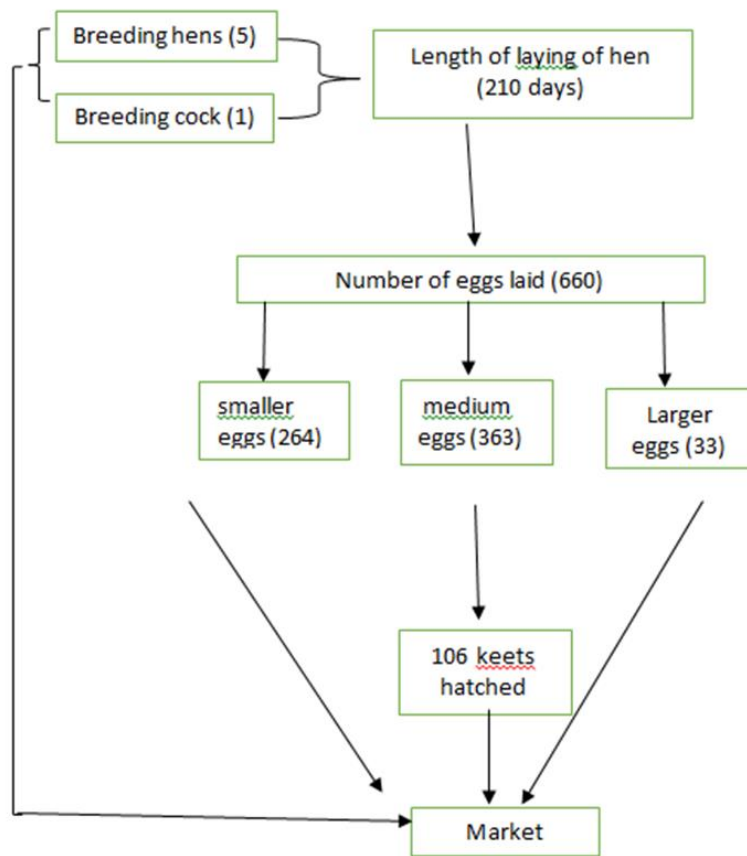 Breeding hens (5)
Breeding cock (1)
Length of laying of hen
(210 days)
Number of eggs laid (660)
smaller
eggs (264)
medium
eggs (363)
Larger
eggs (33)
106 keets
hatched
Market